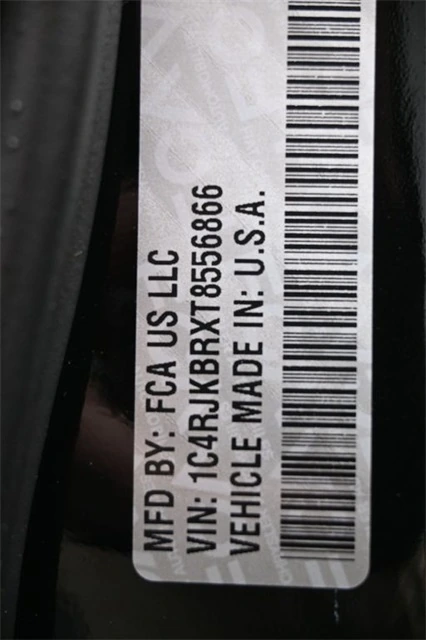 MFD BY: FCA US LLC
VIN: 1C4RJKBRXT8556866
VEHICLE MADE IN: U.S.A.